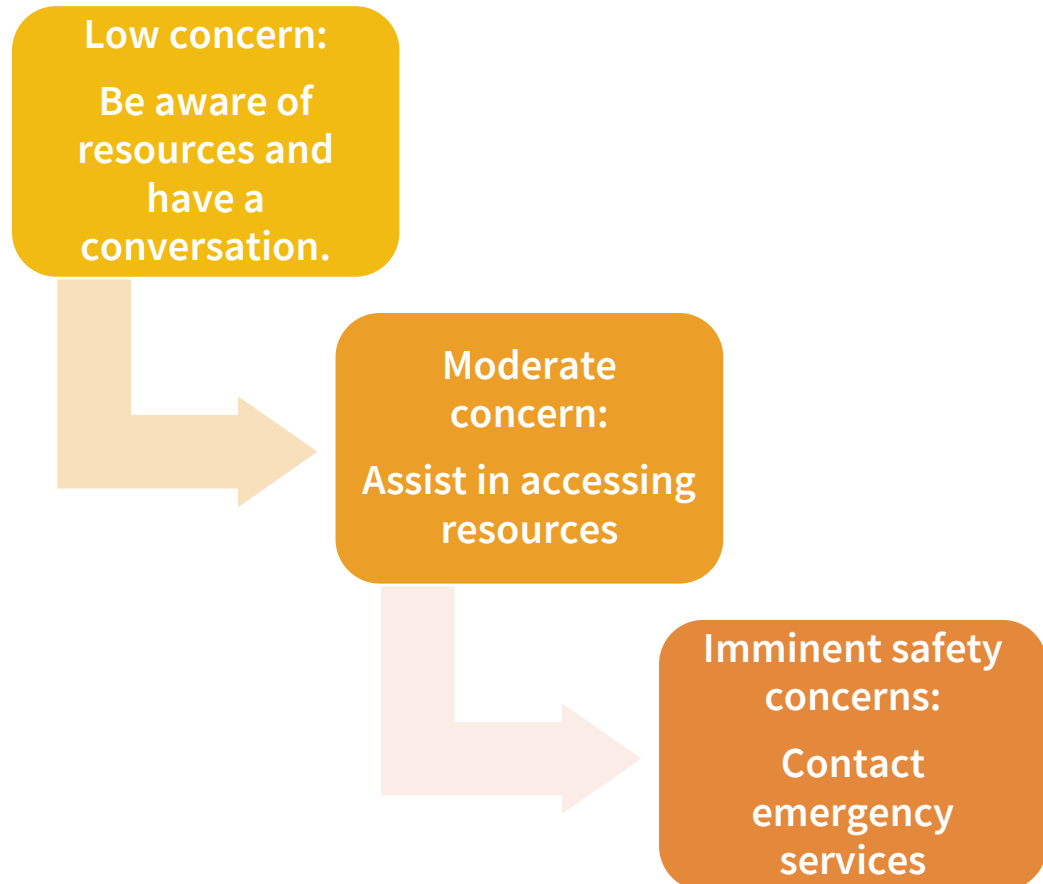 Low concern:
Be aware of
resources and
have a
conversation.
Moderate
concern:
Assist in accessing
resources
Imminent safety
concerns:
Contact
emergency
services